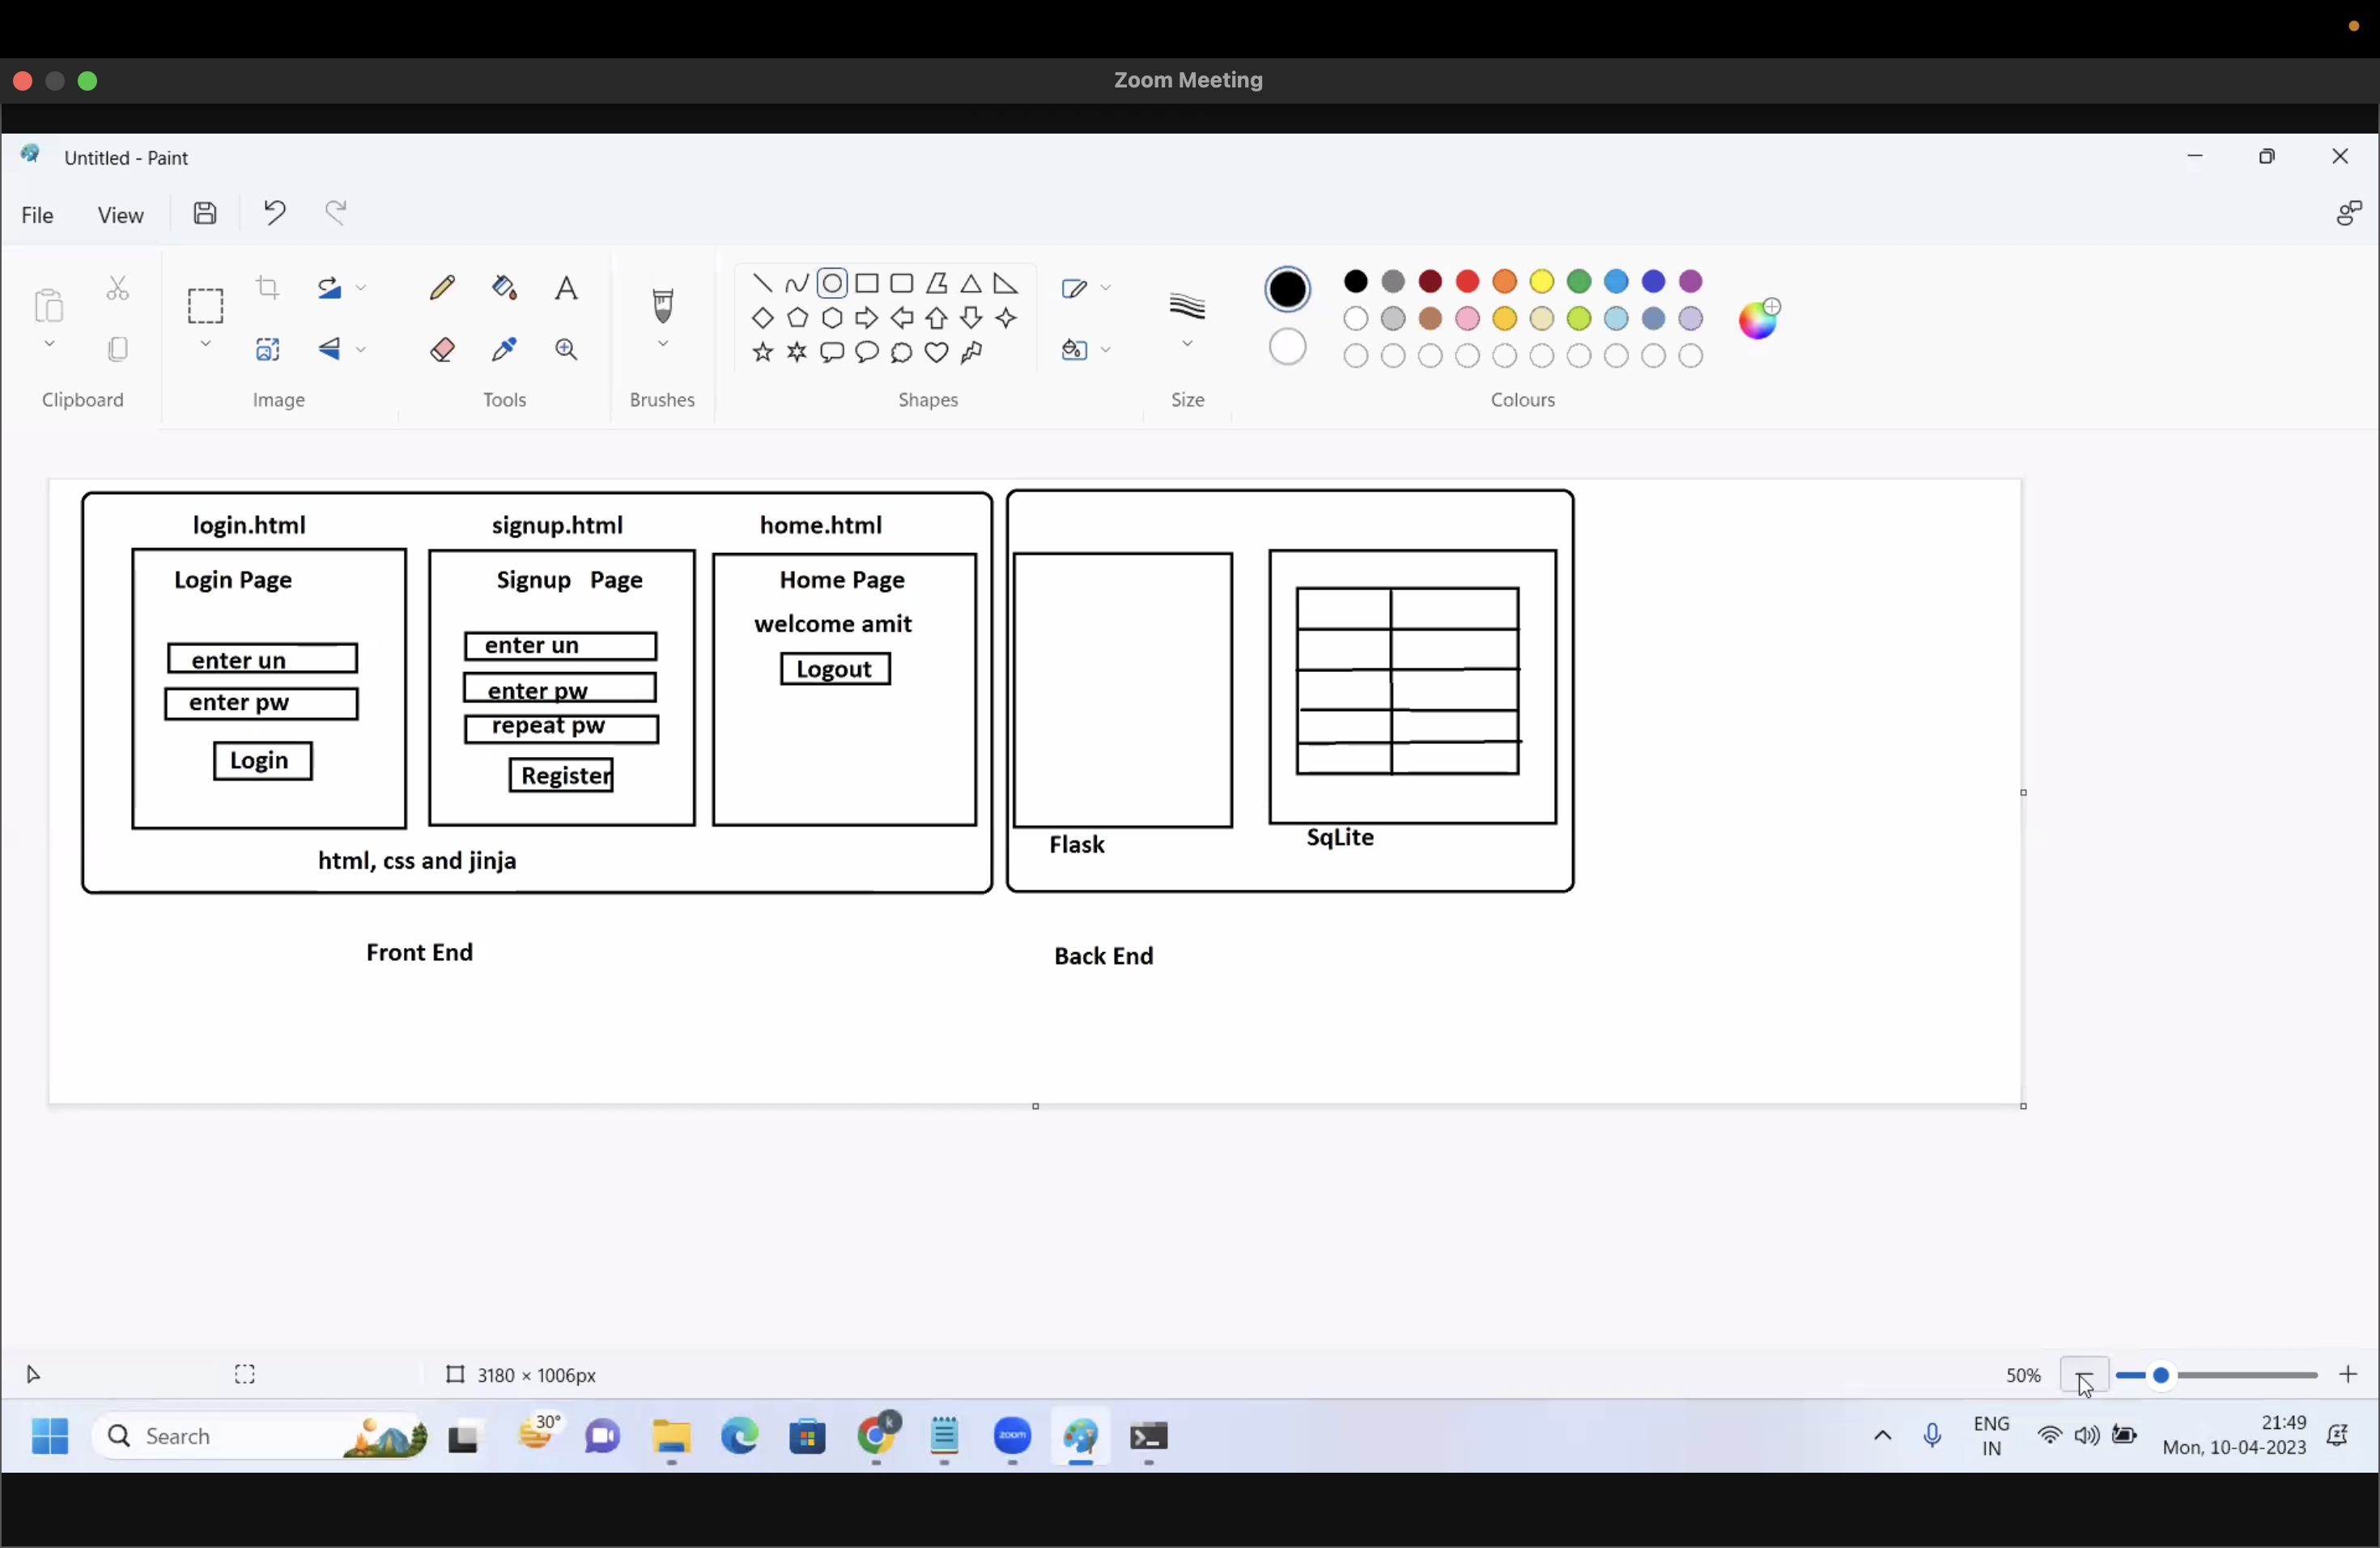 Zoom Meeting
Untitled - Paint
File View
Clipboard Image Tools Brushes Shapes Size Colours
login.html signup.html home.html
Login Page
enter un
enter pw
Login
Signup Page
enter un
enter pw
repeat pw
Register
Home Page
welcome amit
Logout
html, css and jinja
Flask
SqLite
Front End
Back End
3180 × 1006px
50%
Search
30°
k
zoom
ENG
IN
21:49
Mon, 10-04-2023